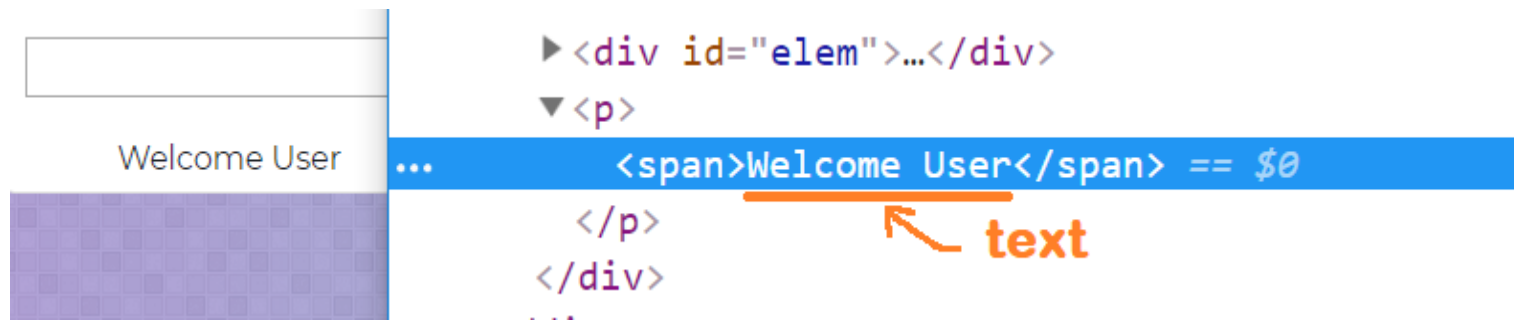 <div id="elem">…</div>
<p>
Welcome User
... <span>Welcome User</span> == $0
</p>
text
</div>